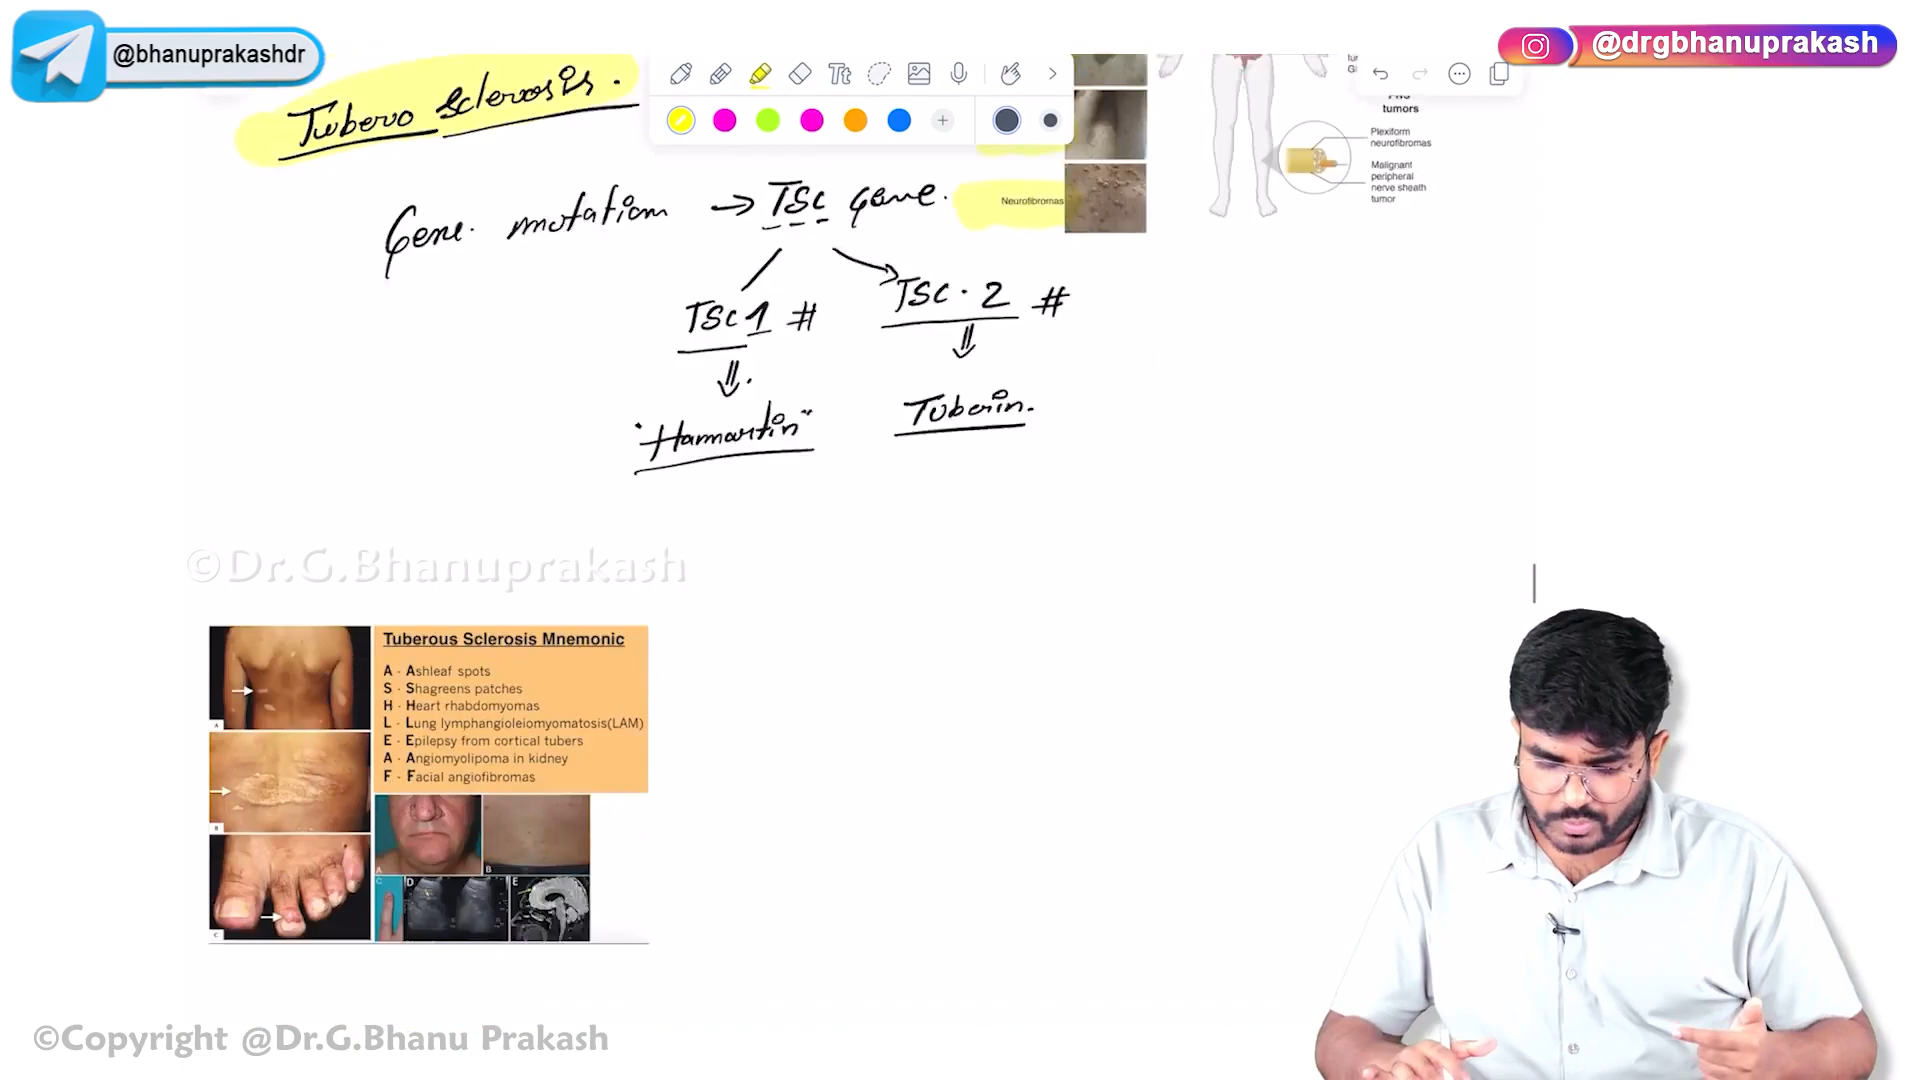 @bhanuprakashdr
@drgbhanuprakash
Tubero sclerosis.
Tt
tumors
Plexiform
neurofibromas
Malignant
peripheral
nerve sheath
tumor
Gene mutation → TSC gene.
Neurofibromas
TSC 1 #
TSC·2 #
"Hamartin"
Tuberin.
©Dr.G.Bhanuprakash
Tuberous Sclerosis Mnemonic
A - Ashleaf spots
S - Shagreens patches
H - Heart rhabdomyomas
L - Lung lymphangioleiomyomatosis(LAM)
E - Epilepsy from cortical tubers
A - Angiomyolipoma in kidney
F - Facial angiofibromas
A
B
C
A
B
C
D
E
©Copyright @Dr.G.Bhanu Prakash